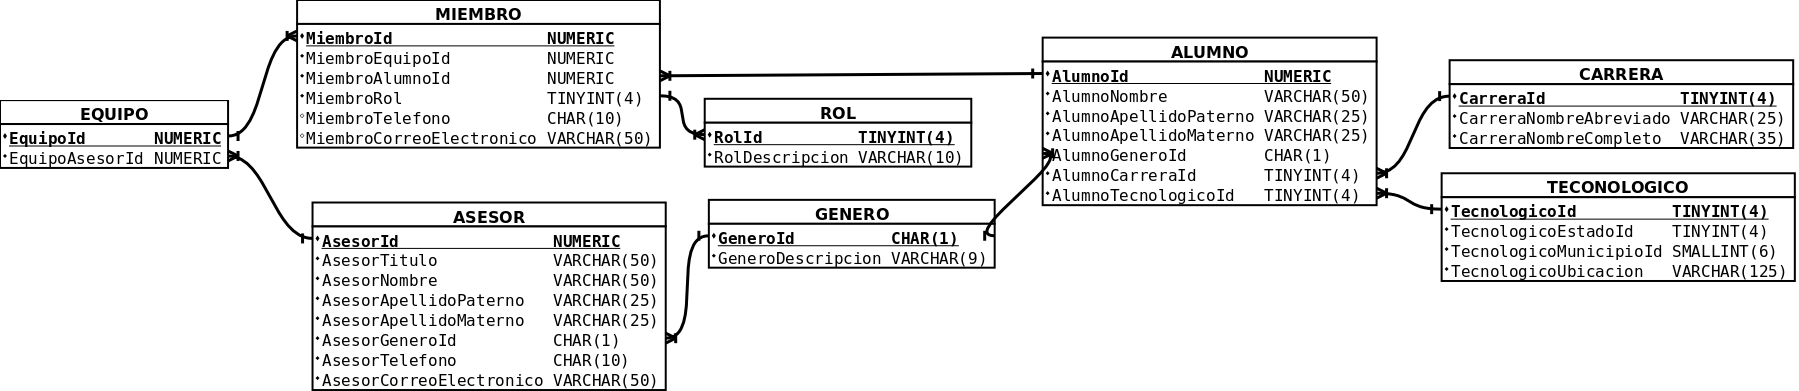 EQUIPO
EquipoId NUMERIC
EquipoAsesorId NUMERIC
MIEMBRO
MiembroId NUMERIC
MiembroEquipoId NUMERIC
MiembroAlumnoId NUMERIC
MiembroRol TINYINT(4)
MiembroTelefono CHAR(10)
MiembroCorreoElectronico VARCHAR(50)
ASESOR
AsesorId NUMERIC
AsesorTitulo VARCHAR(50)
AsesorNombre VARCHAR(50)
AsesorApellidoPaterno VARCHAR(25)
AsesorApellidoMaterno VARCHAR(25)
AsesorGeneroId CHAR(1)
AsesorTelefono CHAR(10)
AsesorCorreoElectronico VARCHAR(50)
ROL
RolId TINYINT(4)
RolDescripcion VARCHAR(10)
GENERO
GeneroId CHAR(1)
GeneroDescripcion VARCHAR(9)
ALUMNO
AlumnoId NUMERIC
AlumnoNombre VARCHAR(50)
AlumnoApellidoPaterno VARCHAR(25)
AlumnoApellidoMaterno VARCHAR(25)
AlumnoGeneroId CHAR(1)
AlumnoCarreraId TINYINT(4)
AlumnoTecnologicoId TINYINT(4)
CARRERA
CarreraId TINYINT(4)
CarreraNombreAbreviado VARCHAR(25)
CarreraNombreCompleto VARCHAR(35)
TECONOLOGICO
TecnologicoId TINYINT(4)
TecnologicoEstadoId TINYINT(4)
TecnologicoMunicipioId SMALLINT(6)
TecnologicoUbicacion VARCHAR(125)